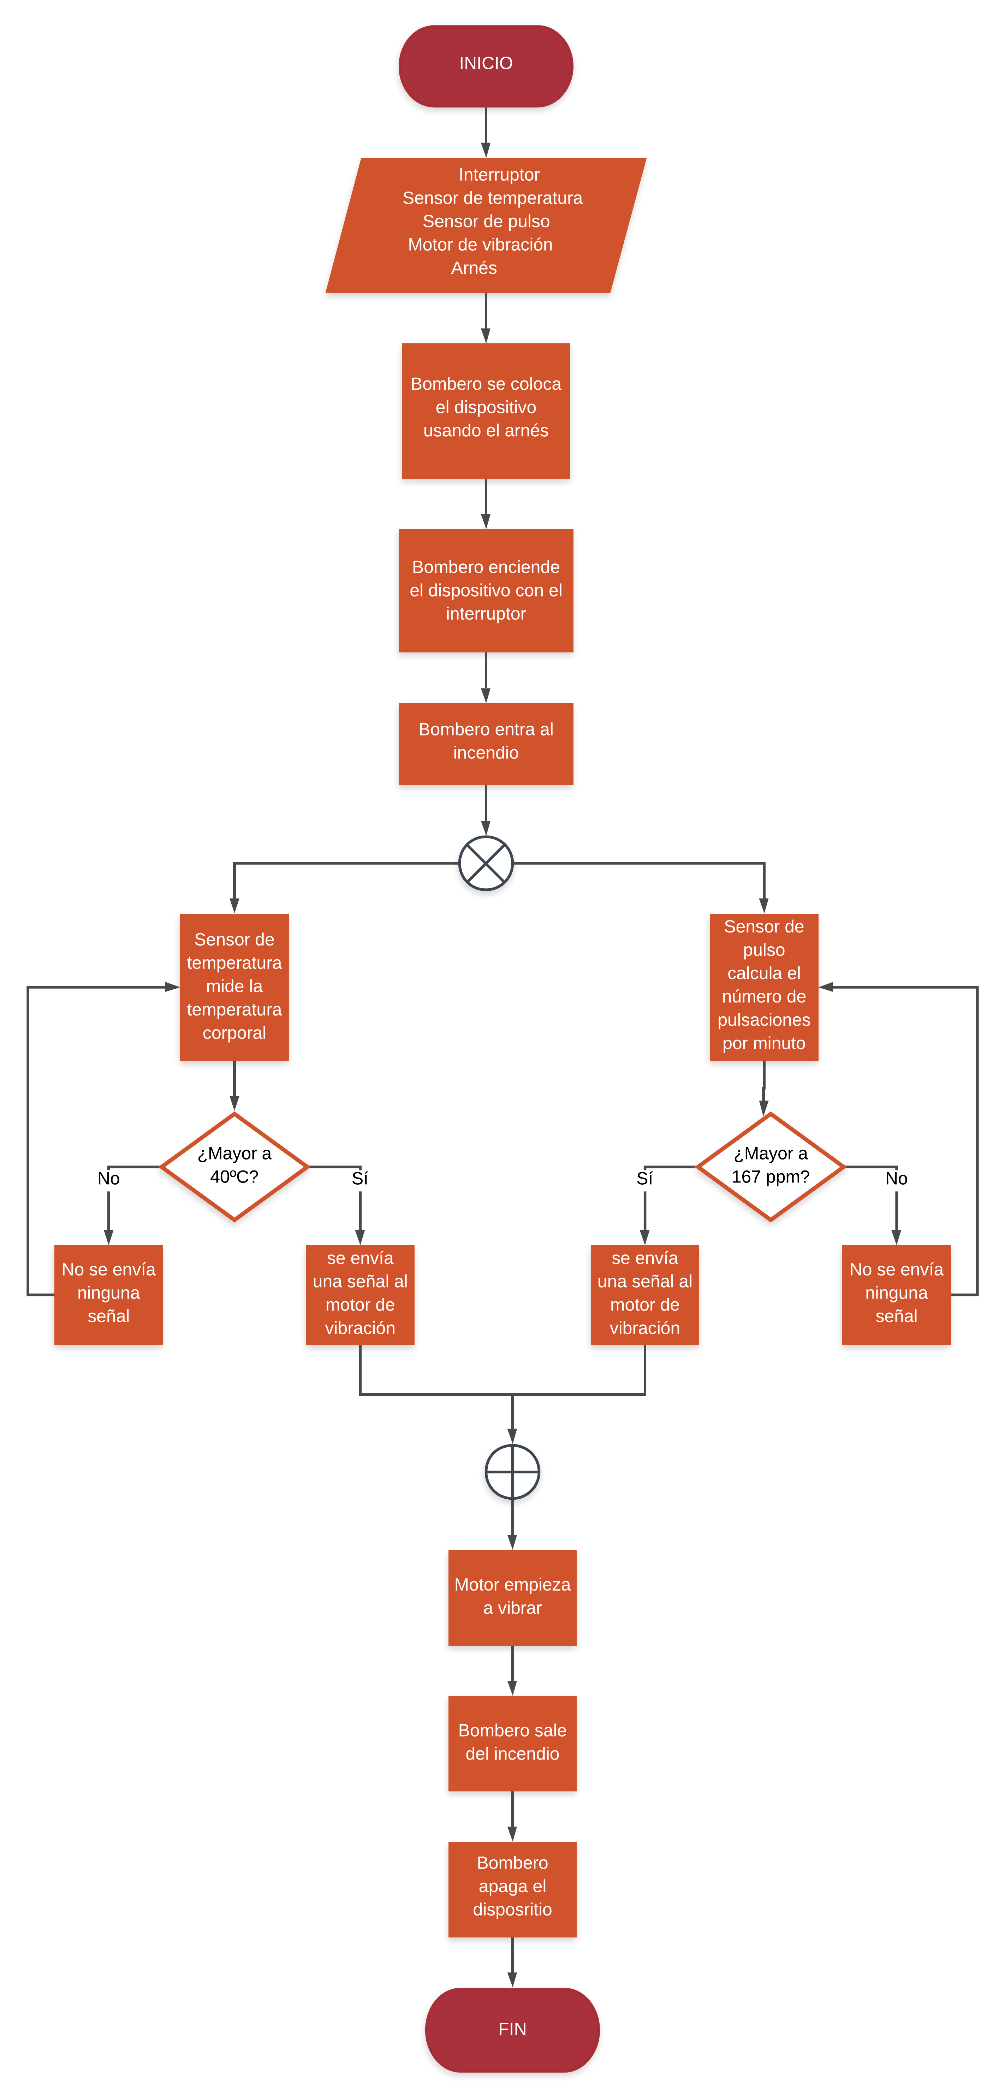 INICIO
Interruptor
Sensor de temperatura
Sensor de pulso
Motor de vibración
Arnés
Bombero se coloca
el dispositivo
usando el arnés
Bombero enciende
el dispositivo con el
interruptor
Bombero entra al
incendio
Sensor de
temperatura
mide la
temperatura
corporal
Sensor de
pulso
calcula el
número de
pulsaciones
por minuto
¿Mayor a
40ºC?
No
Sí
¿Mayor a
167 ppm?
Sí
No
No se envía
ninguna
señal
se envía
una señal al
motor de
vibración
se envía
una señal al
motor de
vibración
No se envía
ninguna
señal
Motor empieza
a vibrar
Bombero sale
del incendio
Bombero
apaga el
disposritio
FIN